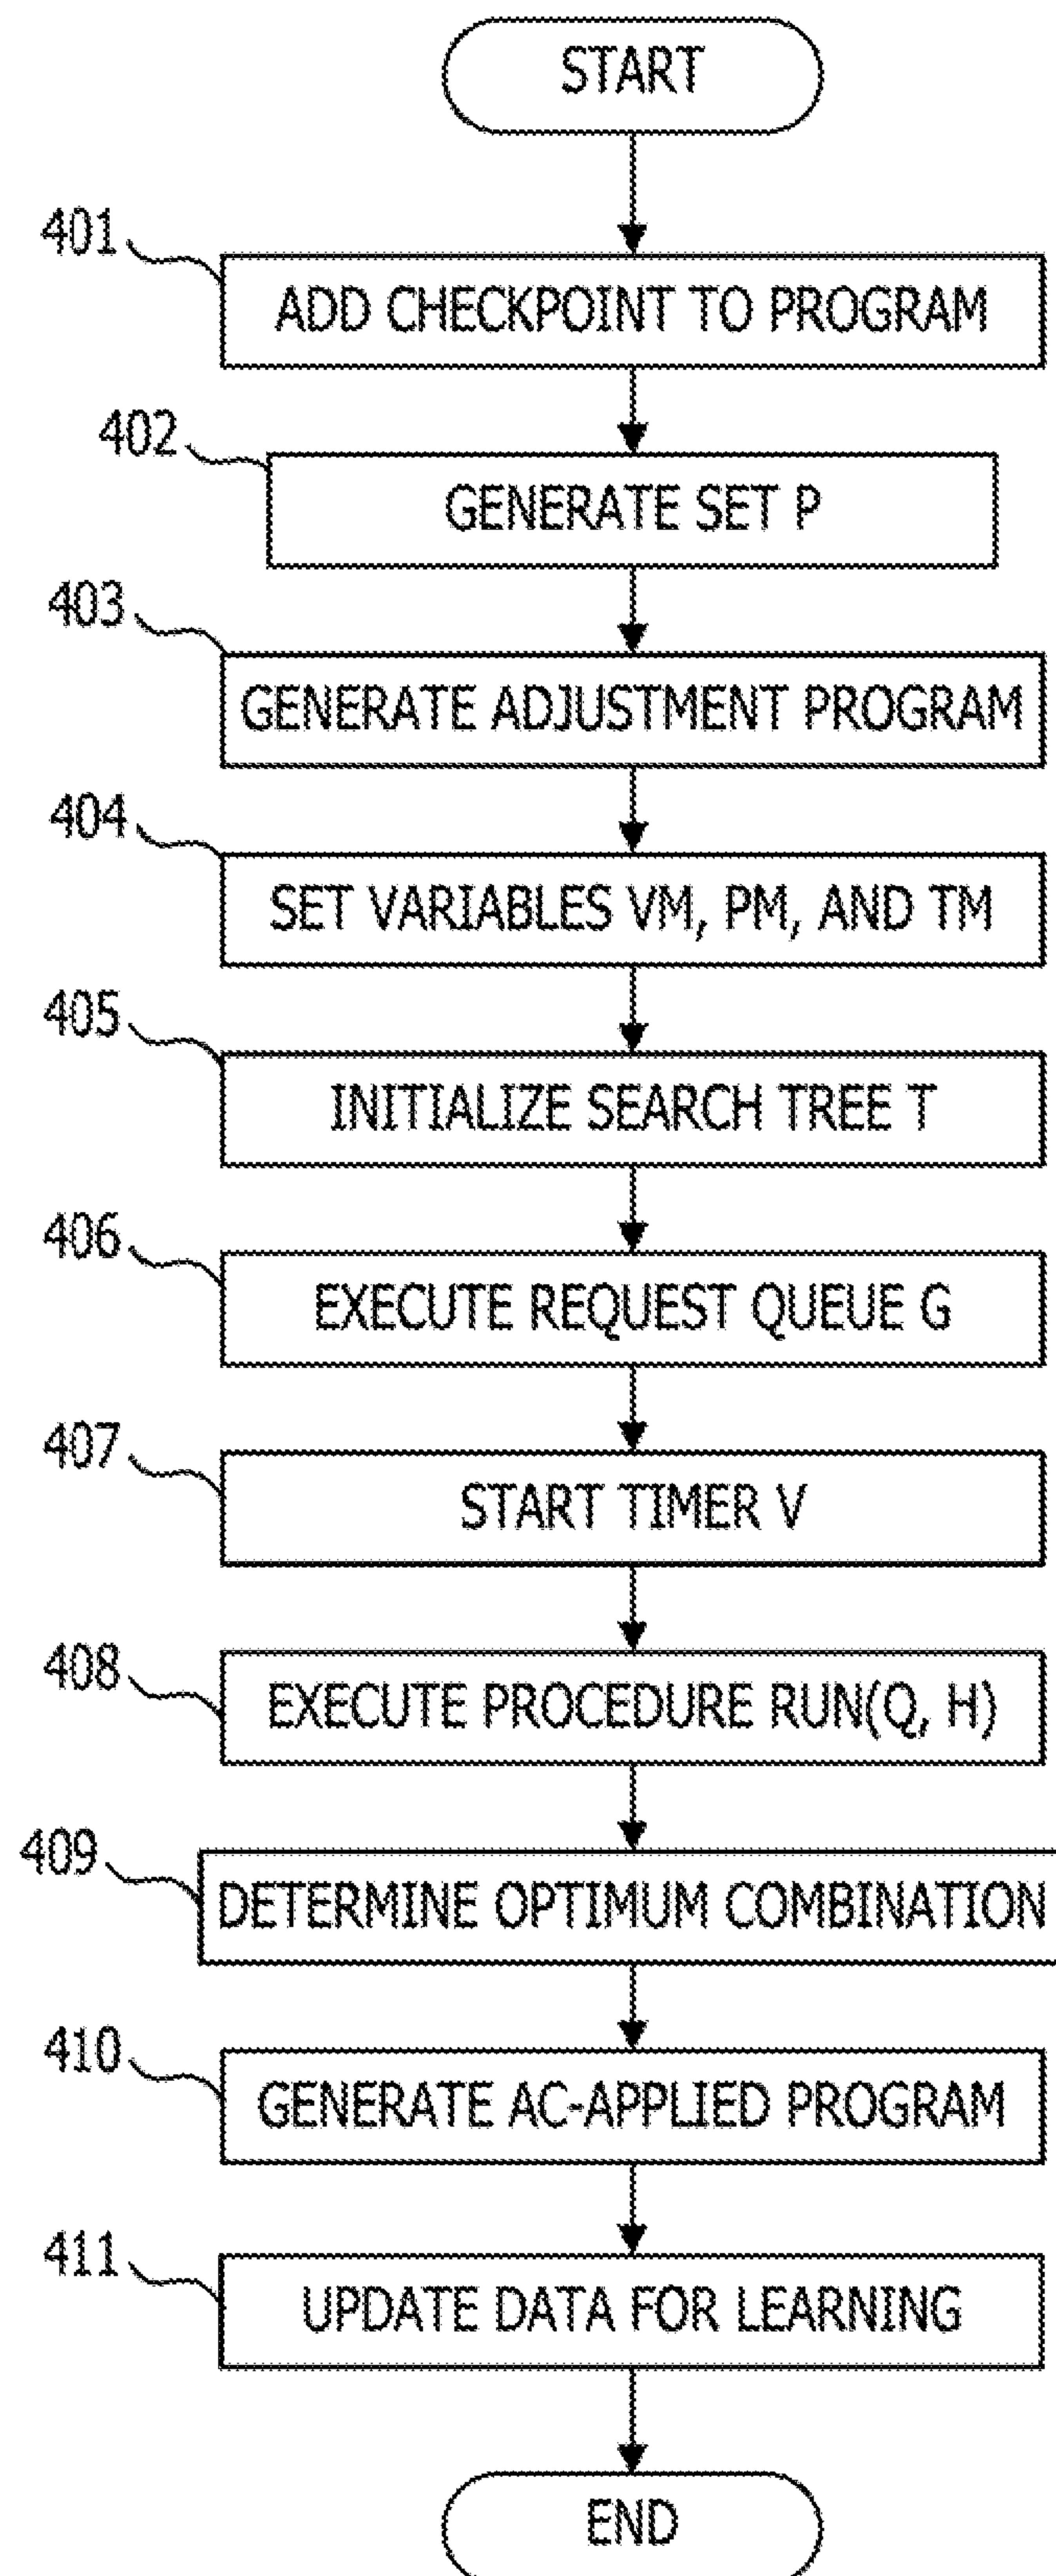 START
401
ADD CHECKPOINT TO PROGRAM
402
GENERATE SET P
403
GENERATE ADJUSTMENT PROGRAM
404
SET VARIABLES VM, PM, AND TM
405
INITIALIZE SEARCH TREE T
406
EXECUTE REQUEST QUEUE G
407
START TIMER V
408
EXECUTE PROCEDURE RUN(Q, H)
409
DETERMINE OPTIMUM COMBINATION
410
GENERATE AC-APPLIED PROGRAM
411
UPDATE DATA FOR LEARNING
END